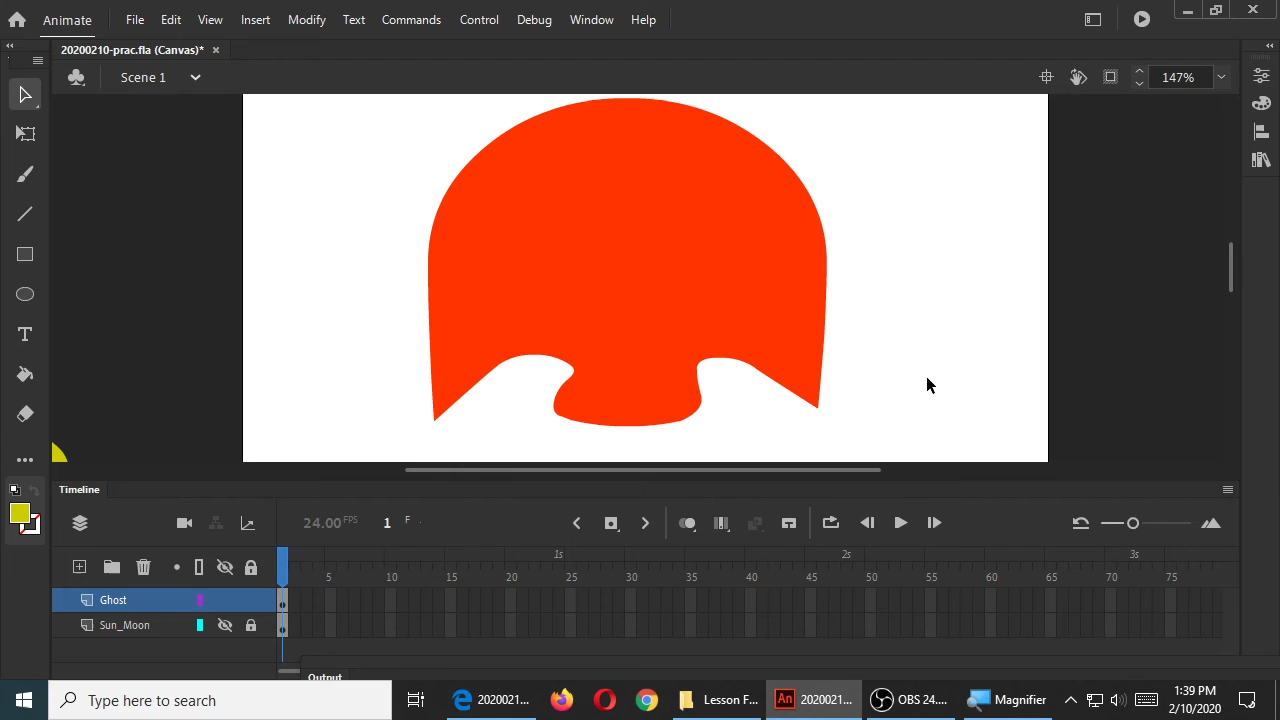 Animate File Edit View Insert Modify Text Commands Control Debug Window Help
20200210-prac.fla (Canvas)* ×
Scene 1 147%
T
Timeline
24.00 FPS 1 F
1s 2s 3s
5 10 15 20 25 30 35 40 45 50 55 60 65 70 75
Ghost
Sun_Moon
Output
Type here to search 2020021... Lesson F... An 2020021... OBS 24.... Magnifier 1:39 PM
2/10/2020